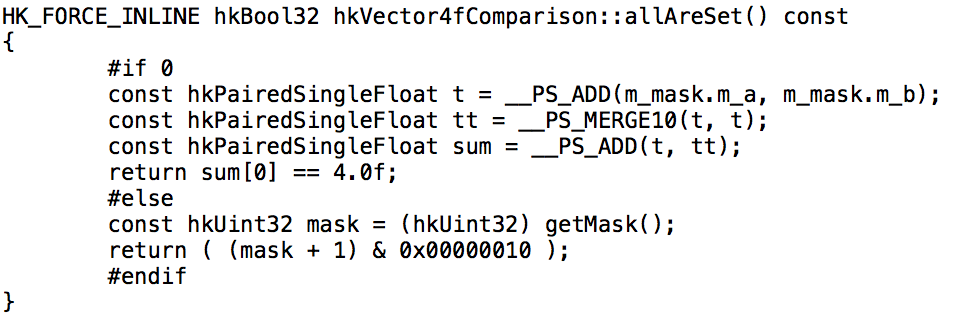 HK_FORCE_INLINE hkBool32 hkVector4fComparison::allAreSet() const
{
#if 0
const hkPairedSingleFloat t = __PS_ADD(m_mask.m_a, m_mask.m_b);
const hkPairedSingleFloat tt = __PS_MERGE10(t, t);
const hkPairedSingleFloat sum = __PS_ADD(t, tt);
return sum[0] == 4.0f;
#else
const hkUint32 mask = (hkUint32) getMask();
return ( (mask + 1) & 0x00000010 );
#endif
}